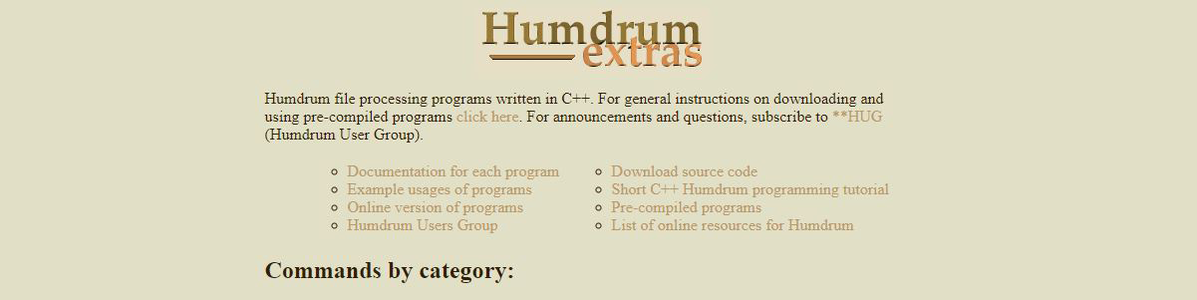 Humdrum
extras
Humdrum file processing programs written in C++. For general instructions on downloading and
using pre-compiled programs click here. For announcements and questions, subscribe to **HUG
(Humdrum User Group).
Documentation for each program
Example usages of programs
Online version of programs
Humdrum Users Group
Download source code
Short C++ Humdrum programming tutorial
Pre-compiled programs
List of online resources for Humdrum
Commands by category: